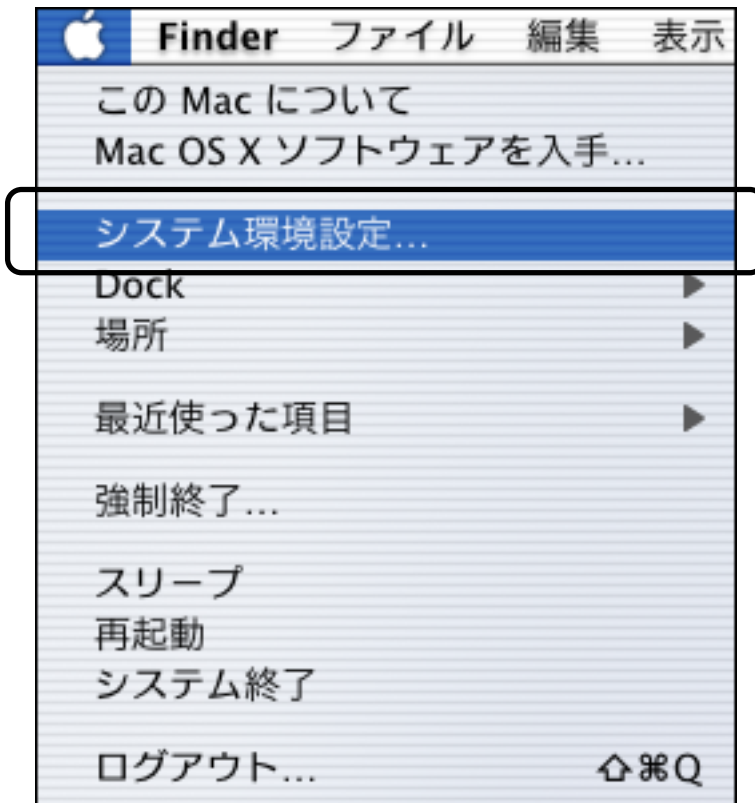 Finder ファイル 編集 表示
この Mac について
Mac OS X ソフトウェアを入手...
システム環境設定...
Dock
場所
最近使った項目
強制終了...
スリープ
再起動
システム終了
ログアウト... ⇧⌘Q